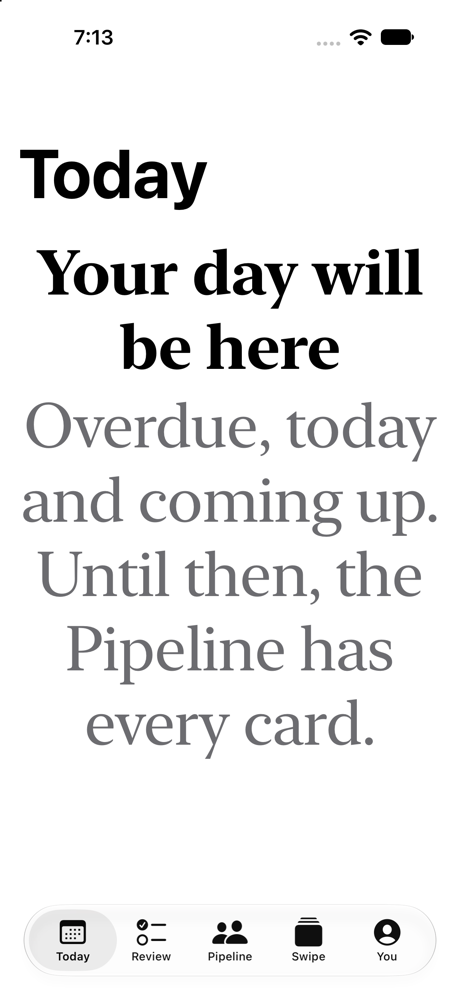 7:13
Today
Your day will
be here
Overdue, today
and coming up.
Until then, the
Pipeline has
every card.
Today
Review
Pipeline
Swipe
You